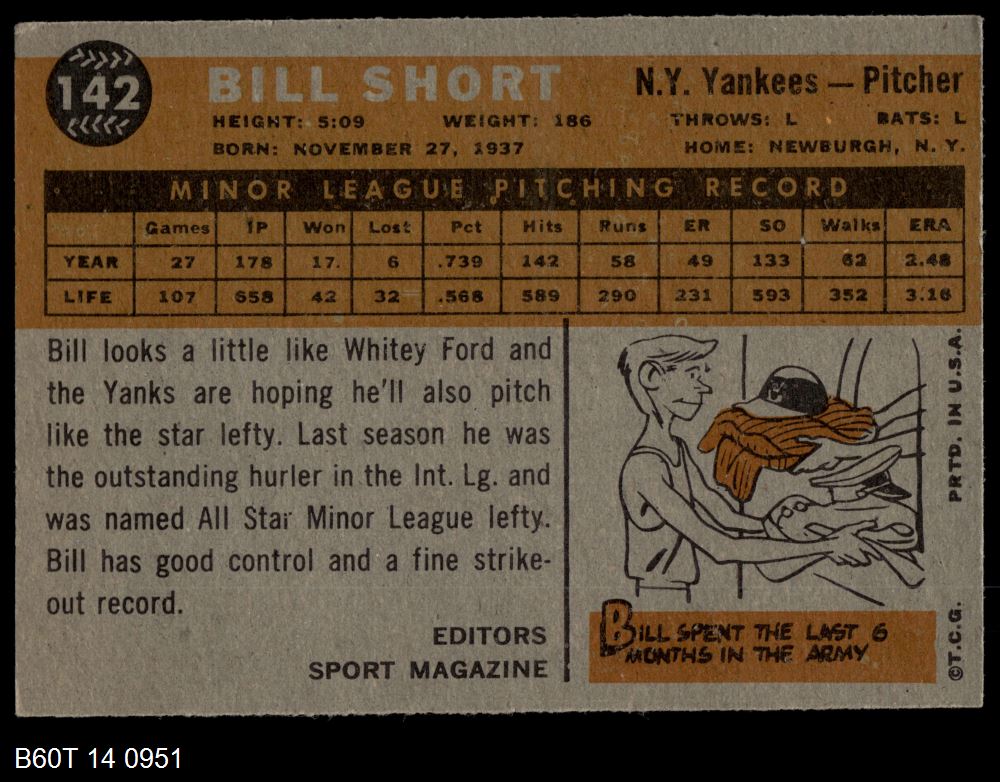 142
BILL SHORT
N.Y. Yankees — Pitcher
HEIGHT: 5:09 WEIGHT: 186 THROWS: L BATS: L
BORN: NOVEMBER 27, 1937 HOME: NEWBURGH, N. Y.
MINOR LEAGUE PITCHING RECORD
Games IP Won Lost Pct Hits Runs ER SO Walks ERA
YEAR 27 178 17. 6 .739 142 58 49 133 62 2.48
LIFE 107 658 42 32 .568 589 290 231 593 352 3.16
Bill looks a little like Whitey Ford and
the Yanks are hoping he'll also pitch
like the star lefty. Last season he was
the outstanding hurler in the Int. Lg. and
was named All Star Minor League lefty.
Bill has good control and a fine strike-
out record.
EDITORS
SPORT MAGAZINE
BILL SPENT THE LAST 6
MONTHS IN THE ARMY
PRTD. IN U.S.A.
©T.C.G.
B60T 14 0951